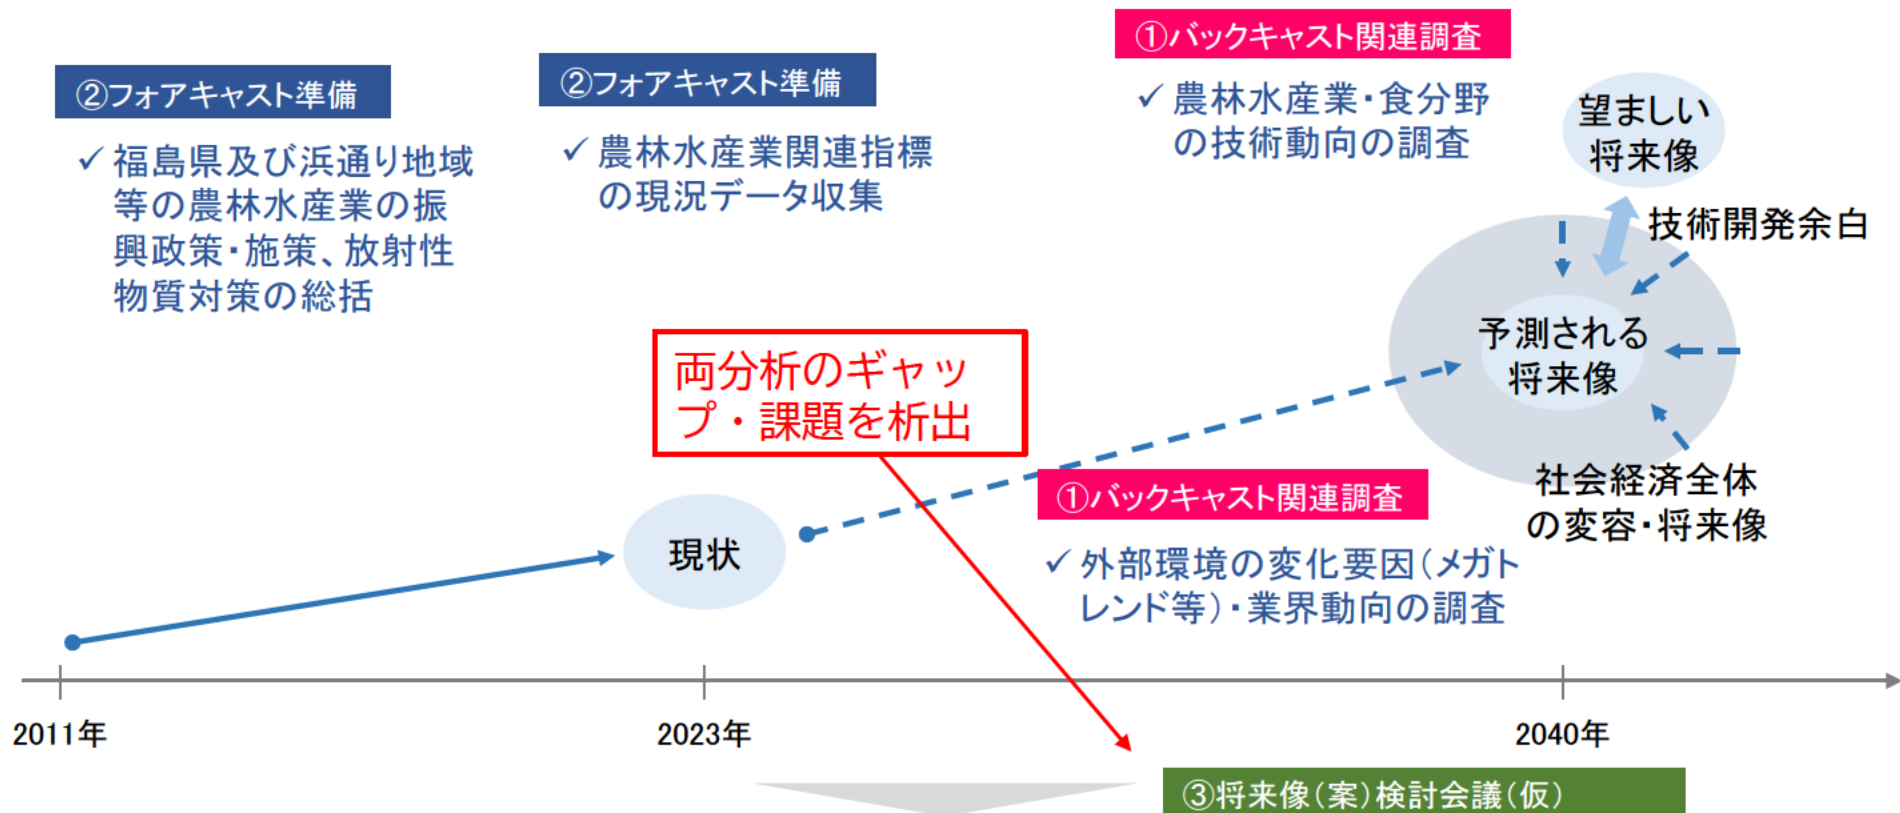 ②フォアキャスト準備
✓ 福島県及び浜通り地域
等の農林水産業の振
興政策・施策、放射性
物質対策の総括
②フォアキャスト準備
✓ 農林水産業関連指標
の現況データ収集
①バックキャスト関連調査
✓ 農林水産業・食分野
の技術動向の調査
望ましい
将来像
技術開発余白
予測される
将来像
両分析のギャッ
プ・課題を析出
①バックキャスト関連調査
✓ 外部環境の変化要因(メガト
レンド等)・業界動向の調査
社会経済全体
の変容・将来像
現状
2011年
2023年
2040年
③将来像(案)検討会議(仮)